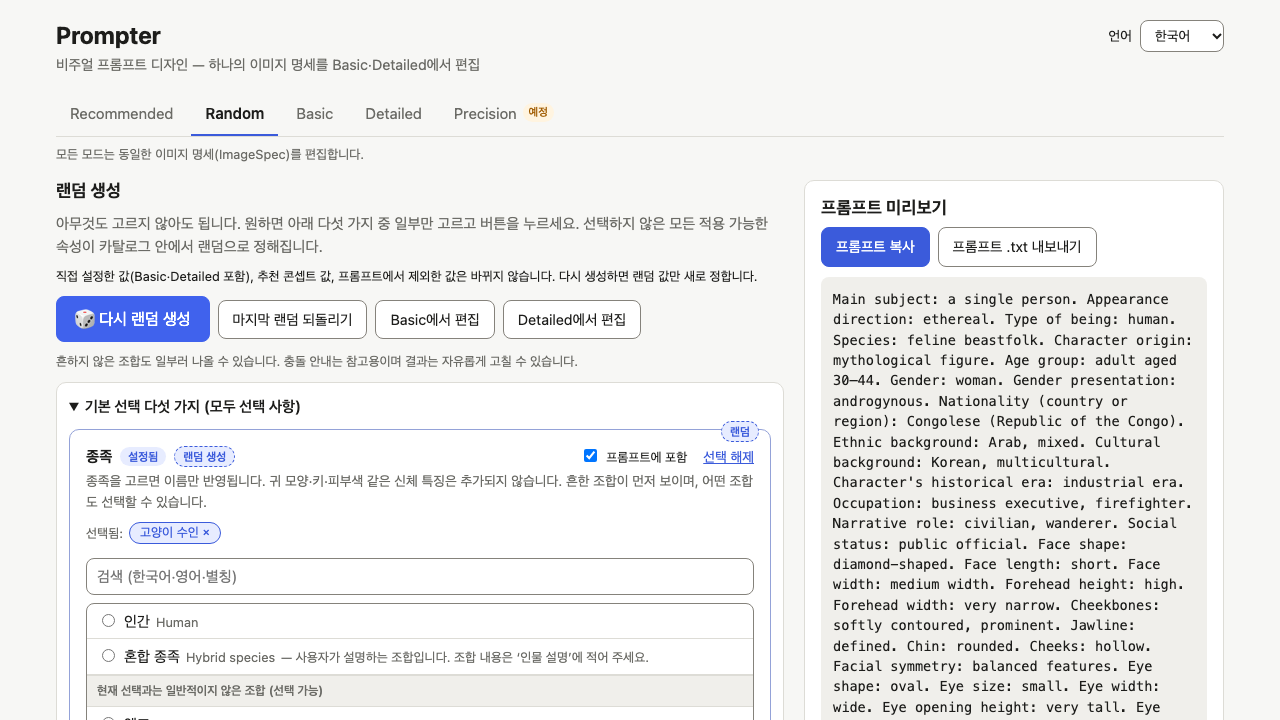 Prompter
언어 한국어
비주얼 프롬프트 디자인 — 하나의 이미지 명세를 Basic·Detailed에서 편집
Recommended Random Basic Detailed Precision 예정
모든 모드는 동일한 이미지 명세(ImageSpec)를 편집합니다.
랜덤 생성
아무것도 고르지 않아도 됩니다. 원하면 아래 다섯 가지 중 일부만 고르고 버튼을 누르세요. 선택하지 않은 모든 적용 가능한
속성이 카탈로그 안에서 랜덤으로 정해집니다.
직접 설정한 값(Basic·Detailed 포함), 추천 콘셉트 값, 프롬프트에서 제외한 값은 바뀌지 않습니다. 다시 생성하면 랜덤 값만 새로 정합니다.
🎲 다시 랜덤 생성 마지막 랜덤 되돌리기 Basic에서 편집 Detailed에서 편집
흔하지 않은 조합도 일부러 나올 수 있습니다. 충돌 안내는 참고용이며 결과는 자유롭게 고칠 수 있습니다.
▼ 기본 선택 다섯 가지 (모두 선택 사항)
랜덤
종족 설정됨 랜덤 생성 프롬프트에 포함 선택 해제
종족을 고르면 이름만 반영됩니다. 귀 모양·키·피부색 같은 신체 특징은 추가되지 않습니다. 흔한 조합이 먼저 보이며, 어떤 조합
도 선택할 수 있습니다.
선택됨: 고양이 수인 ×
검색 (한국어·영어·별칭)
인간 Human
혼합 종족 Hybrid species — 사용자가 설명하는 조합입니다. 조합 내용은 ‘인물 설명’에 적어 주세요.
현재 선택과는 일반적이지 않은 조합 (선택 가능)
프롬프트 미리보기
프롬프트 복사 프롬프트 .txt 내보내기
Main subject: a single person. Appearance
direction: ethereal. Type of being: human.
Species: feline beastfolk. Character origin:
mythological figure. Age group: adult aged
30–44. Gender: woman. Gender presentation:
androgynous. Nationality (country or
region): Congolese (Republic of the Congo).
Ethnic background: Arab, mixed. Cultural
background: Korean, multicultural.
Character's historical era: industrial era.
Occupation: business executive, firefighter.
Narrative role: civilian, wanderer. Social
status: public official. Face shape:
diamond-shaped. Face length: short. Face
width: medium width. Forehead height: high.
Forehead width: very narrow. Cheekbones:
softly contoured, prominent. Jawline:
defined. Chin: rounded. Cheeks: hollow.
Facial symmetry: balanced features. Eye
shape: oval. Eye size: small. Eye width:
wide. Eye opening height: very tall. Eye